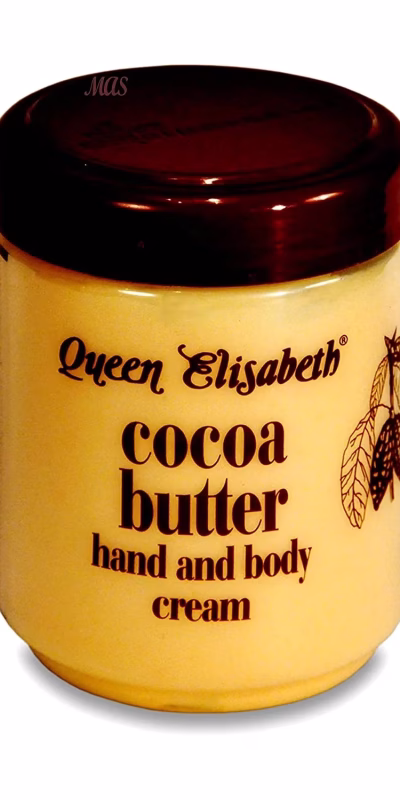 MAS
Queen Elisabeth®
cocoa
butter
hand and body
cream